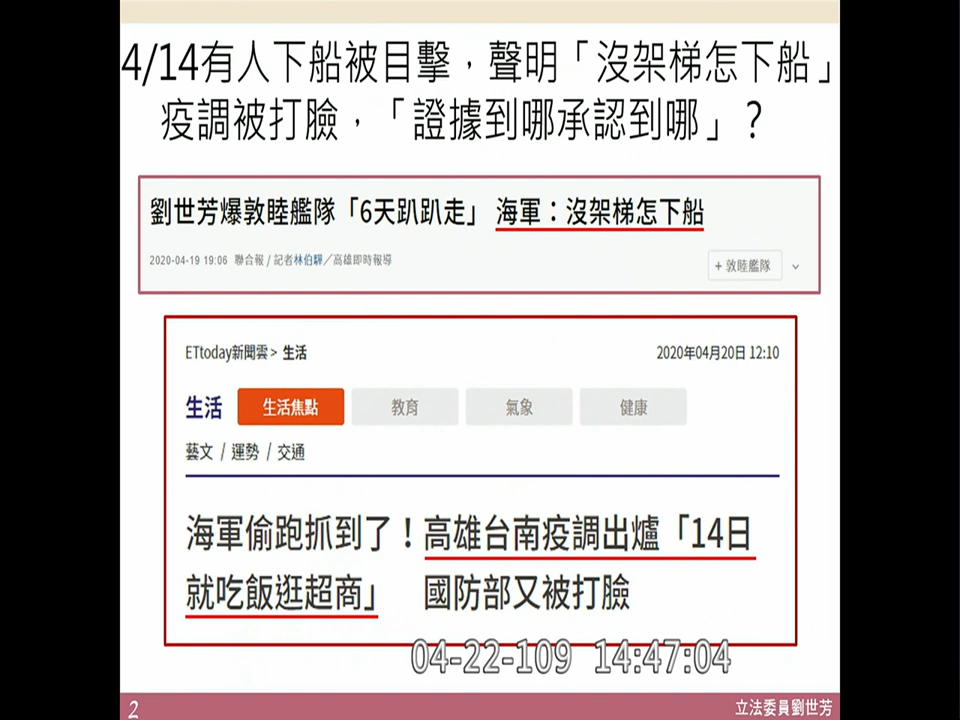 4/14有人下船被目擊，聲明「沒架梯怎下船」
疫調被打臉，「證據到哪承認到哪」？
劉世芳爆敦睦艦隊「6天趴趴走」 海軍：沒架梯怎下船
2020-04-19 19:06 聯合報 / 記者林伯驊／高雄即時報導
+ 敦睦艦隊
ETtoday新聞雲> 生活
2020年04月20日 12:10
生活 生活焦點 教育 氣象 健康
藝文 / 運勢 / 交通
海軍偷跑抓到了！高雄台南疫調出爐「14日
就吃飯逛超商」 國防部又被打臉
04-22-109 14:47:04
2
立法委員劉世芳